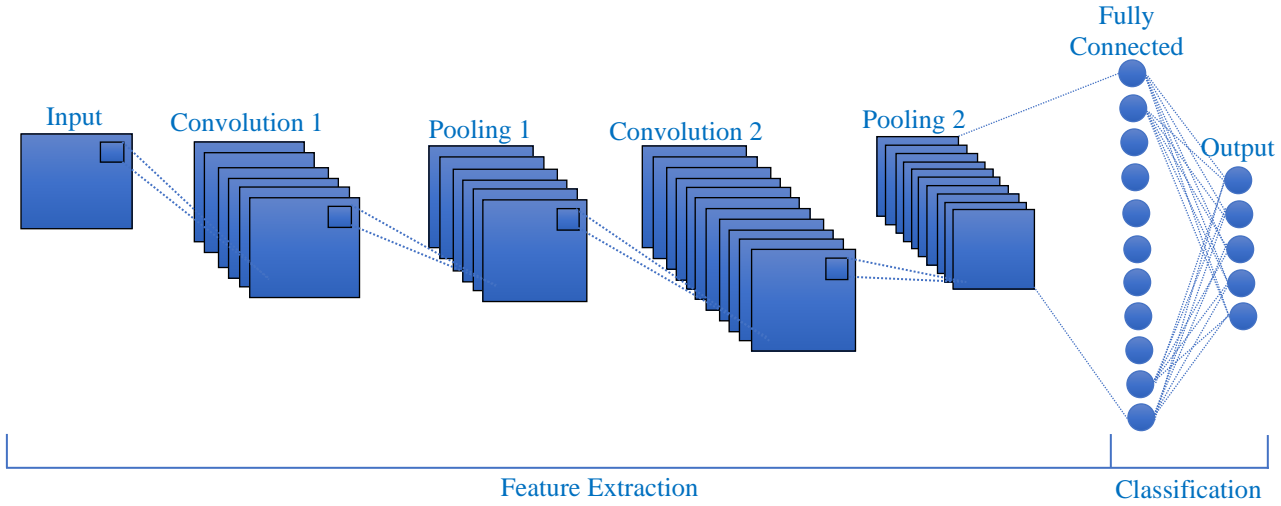 Input
Convolution 1
Pooling 1
Convolution 2
Pooling 2
Fully
Connected
Output
Feature Extraction
Classification